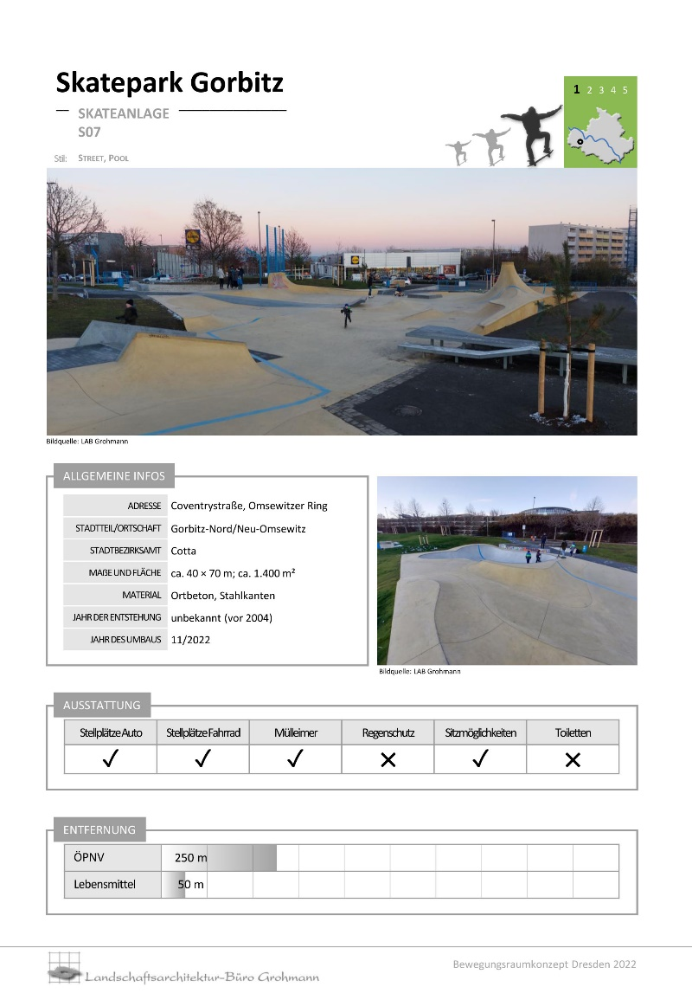 Skatepark Gorbitz
SKATEANLAGE
S07
Stil: STREET, POOL
1 2 3 4 5
Bildquelle: LAB Grohmann
ALLGEMEINE INFOS
ADRESSE Coventrystraße, Omsewitzer Ring
STADTTEIL/ORTSCHAFT Gorbitz-Nord/Neu-Omsewitz
STADTBEZIRKSAMT Cotta
MAßE UND FLÄCHE ca. 40 × 70 m; ca. 1.400 m²
MATERIAL Ortbeton, Stahlkanten
JAHR DER ENTSTEHUNG unbekannt (vor 2004)
JAHR DES UMBAUS 11/2022
Bildquelle: LAB Grohmann
AUSSTATTUNG
Stellplätze Auto Stellplätze Fahrrad Mülleimer Regenschutz Sitzmöglichkeiten Toiletten
ENTFERNUNG
ÖPNV 250 m
Lebensmittel 50 m
Landschaftsarchitektur-Büro Grohmann
Bewegungsraumkonzept Dresden 2022